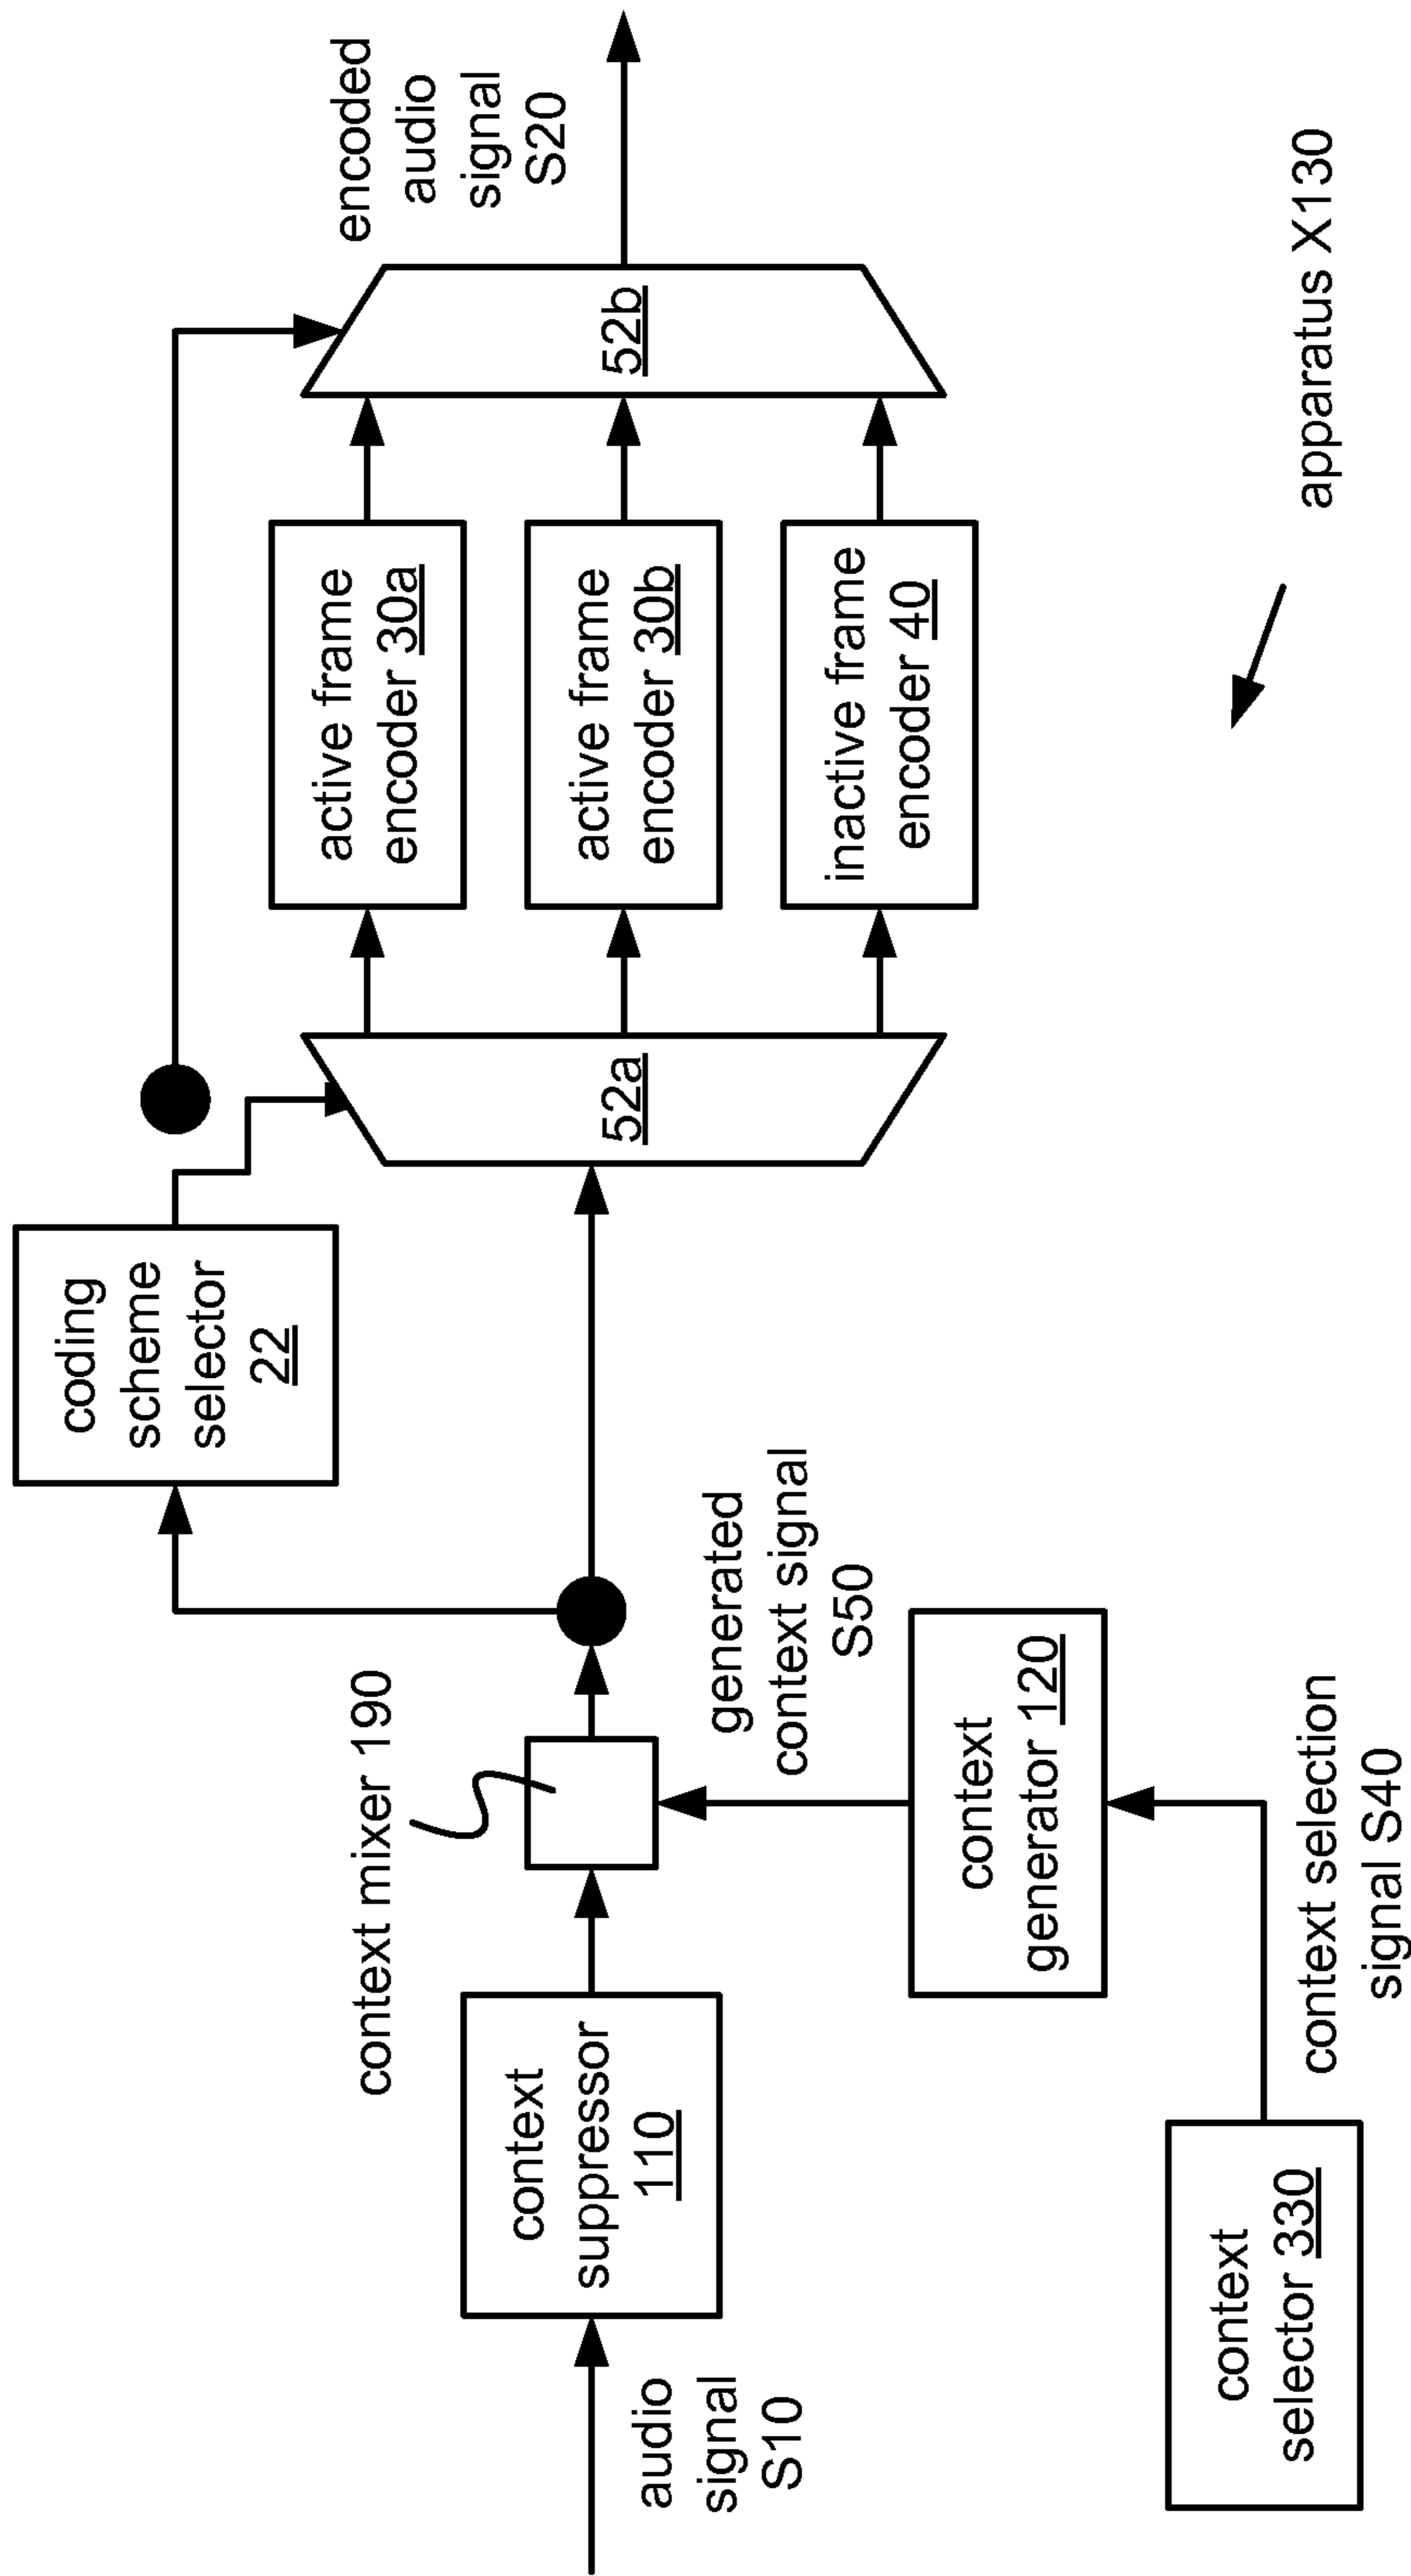 audio
signal
S10
context
suppressor
110
context mixer 190
context
selector 330
context selection
signal S40
context
generator 120
generated
context signal
S50
coding
scheme
selector
22
52a
active frame
encoder 30a
active frame
encoder 30b
inactive frame
encoder 40
52b
encoded
audio
signal
S20
apparatus X130